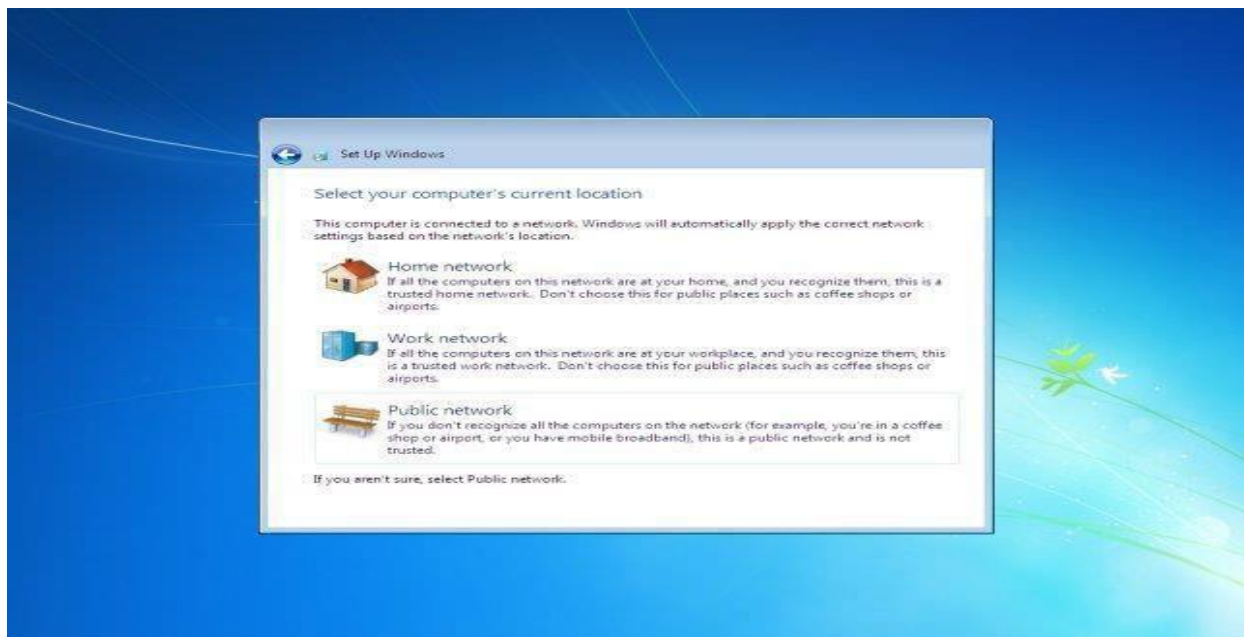 Set Up Windows
Select your computer's current location
This computer is connected to a network. Windows will automatically apply the correct network
settings based on the network's location.
Home network
If all the computers on this network are at your home, and you recognize them, this is a
trusted home network.  Don't choose this for public places such as coffee shops or
airports.
Work network
If all the computers on this network are at your workplace, and you recognize them, this
is a trusted work network.  Don't choose this for public places such as coffee shops or
airports.
Public network
If you don't recognize all the computers on the network (for example, you're in a coffee
shop or airport, or you have mobile broadband), this is a public network and is not
trusted.
If you aren't sure, select Public network.